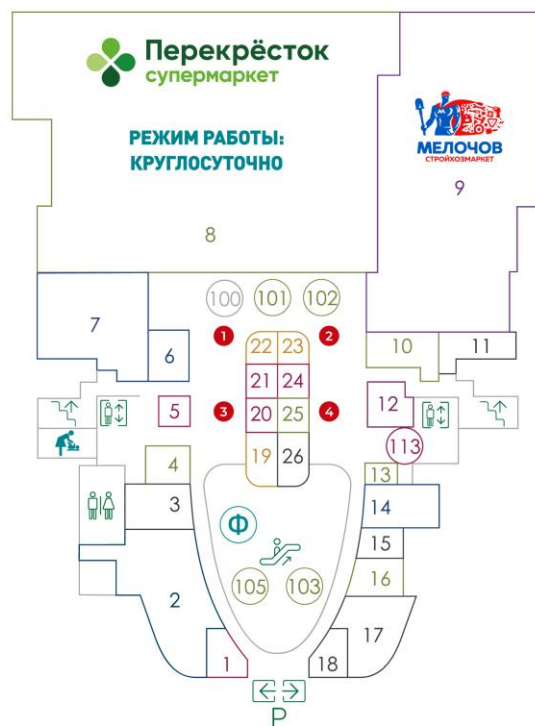 Перекрёсток
супермаркет
РЕЖИМ РАБОТЫ:
КРУГЛОСУТОЧНО
МЕЛОЧОВ
СТРОЙХОЗМАРКЕТ
9
8
100 101 102
7
6
1 2
22 23
10 11
21 24
5
3
20 25
4
12
113
4
19 26
13
3
14
Ф
15
105 103
16
2
17
1
18
P